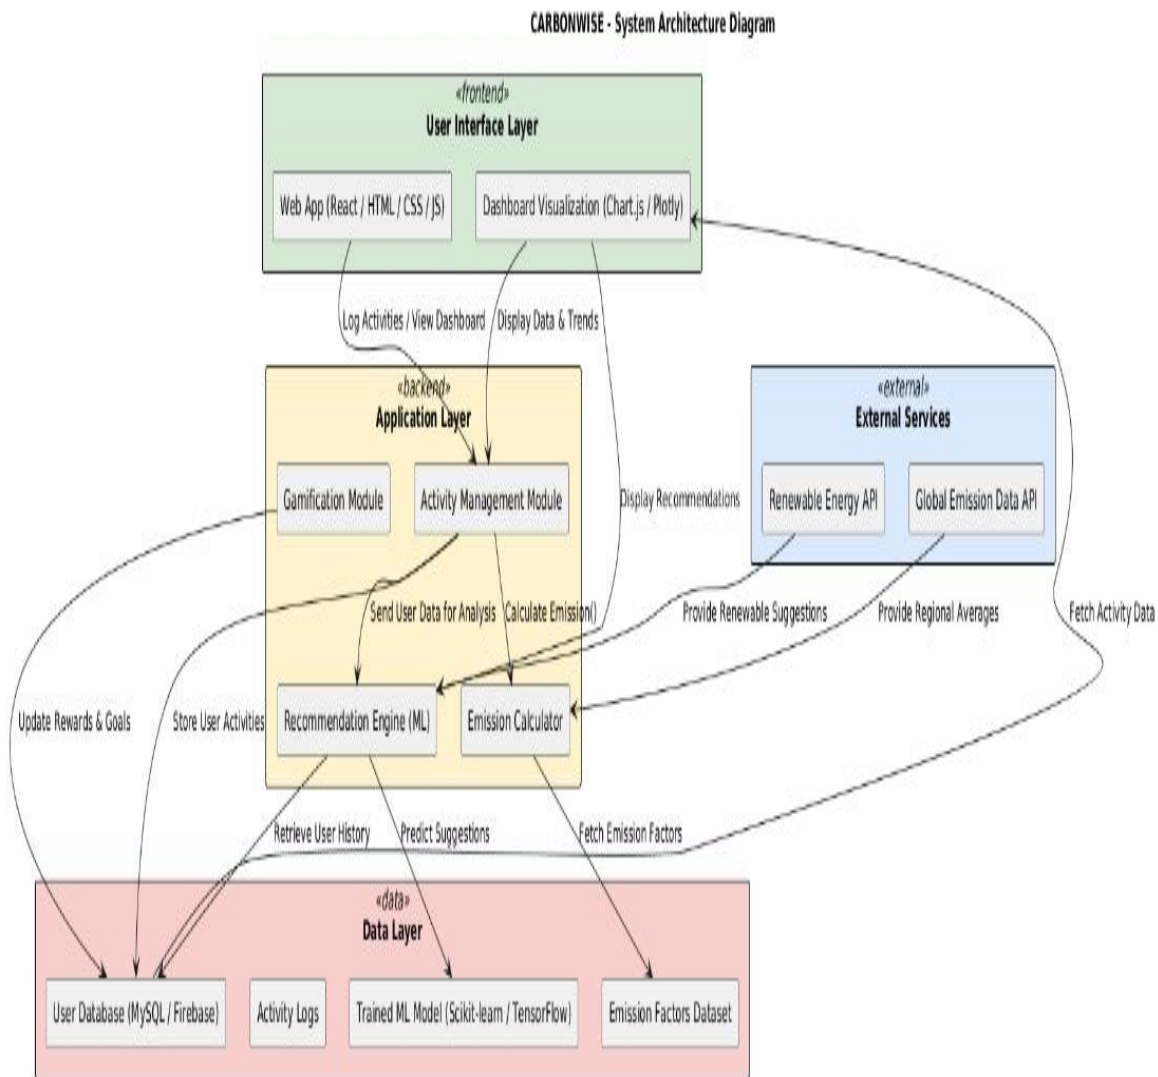 CARBONWISE - System Architecture Diagram
«frontend»
User Interface Layer
Web App (React / HTML / CSS / JS)
Dashboard Visualization (Chart.js / Plotly)
Log Activities / View Dashboard
Display Data & Trends
«backend»
Application Layer
«external»
External Services
Gamification Module
Activity Management Module
Display Recommendations
Renewable Energy API
Global Emission Data API
Send User Data for Analysis
Calculate Emission()
Provide Renewable Suggestions
Provide Regional Averages
Fetch Activity Data
Update Rewards & Goals
Store User Activities
Recommendation Engine (ML)
Emission Calculator
Retrieve User History
Predict Suggestions
Fetch Emission Factors
«data»
Data Layer
User Database (MySQL / Firebase)
Activity Logs
Trained ML Model (Scikit-learn / TensorFlow)
Emission Factors Dataset